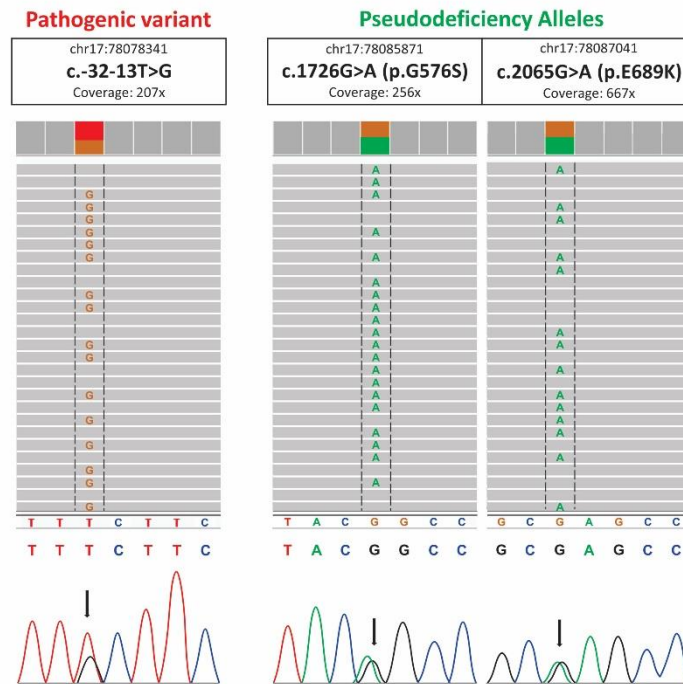 Pathogenic variant
Pseudodeficiency Alleles
chr17:78078341
c.-32-13T>G
Coverage: 207x
chr17:78085871
c.1726G>A (p.G576S)
Coverage: 256x
chr17:78087041
c.2065G>A (p.E689K)
Coverage: 667x
A A
A
G A
G A
G A
G A
G
G A A
A
A
G A
G A
A
A A
G A A
G A
A A
A
G A A
A A
G A
A A
G A
A A
G
G A
G A
T T T C T T C
T A C G G C C
G C G A G C C
T T T C T T C
T A C G G C C
G C G A G C C